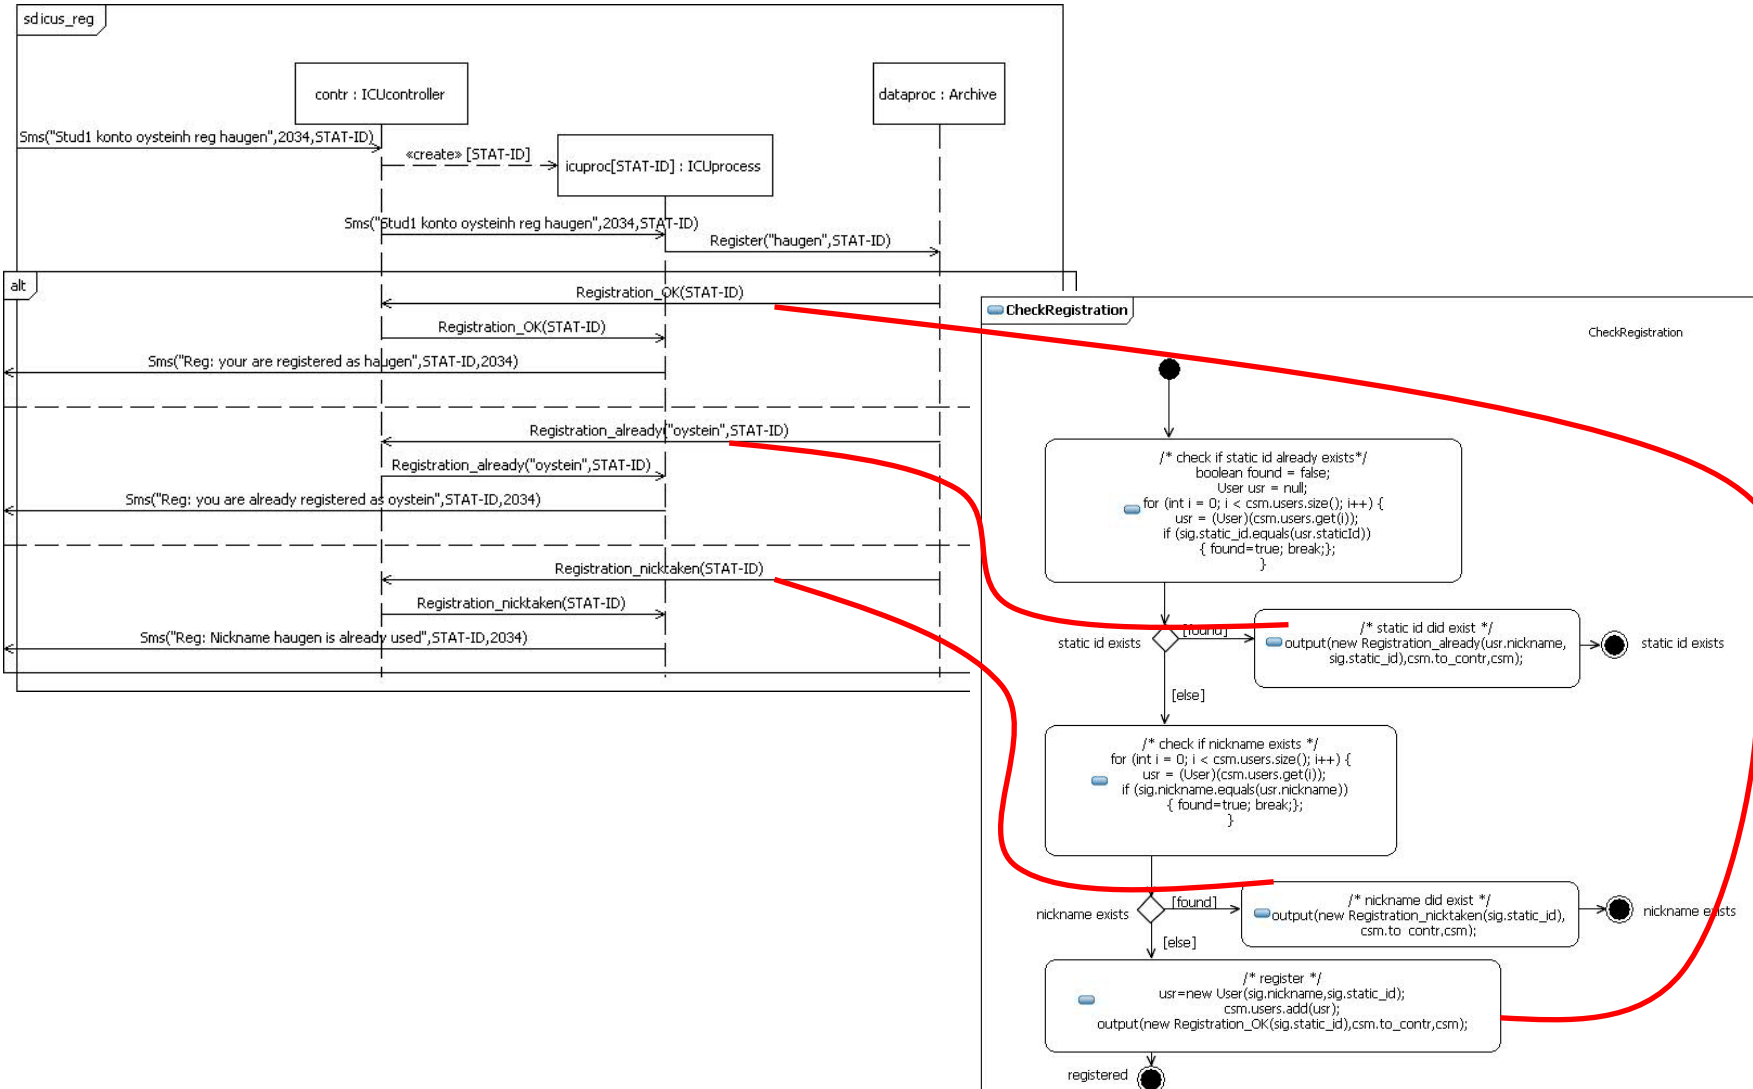 sdicus_reg
contr : ICUcontroller
dataproc : Archive
Sms("Stud1 konto oysteinh reg haugen",2034,STAT-ID)
«create» [STAT-ID]
icuproc[STAT-ID] : ICUprocess
Sms("Stud1 konto oysteinh reg haugen",2034,STAT-ID)
Register("haugen",STAT-ID)
alt
Registration_OK(STAT-ID)
Registration_OK(STAT-ID)
Sms("Reg: your are registered as haugen",STAT-ID,2034)
Registration_already("oystein",STAT-ID)
Registration_already("oystein",STAT-ID)
Sms("Reg: you are already registered as oystein",STAT-ID,2034)
Registration_nicktaken(STAT-ID)
Registration_nicktaken(STAT-ID)
Sms("Reg: Nickname haugen is already used",STAT-ID,2034)
CheckRegistration
CheckRegistration
/* check if static id already exists*/
boolean found = false;
User usr = null;
for (int i = 0; i < csm.users.size(); i++) {
usr = (User)(csm.users.get(i));
if (sig.static_id.equals(usr.staticId))
{ found=true; break;};
}
static id exists
[found]
/* static id did exist */
output(new Registration_already(usr.nickname,
sig.static_id),csm.to_contr,csm);
static id exists
[else]
/* check if nickname exists */
for (int i = 0; i < csm.users.size(); i++) {
usr = (User)(csm.users.get(i));
if (sig.nickname.equals(usr.nickname))
{ found=true; break;};
}
nickname exists
[found]
/* nickname did exist */
output(new Registration_nicktaken(sig.static_id),
csm.to_contr,csm);
nickname exists
[else]
/* register */
usr=new User(sig.nickname,sig.static_id);
csm.users.add(usr);
output(new Registration_OK(sig.static_id),csm.to_contr,csm);
registered